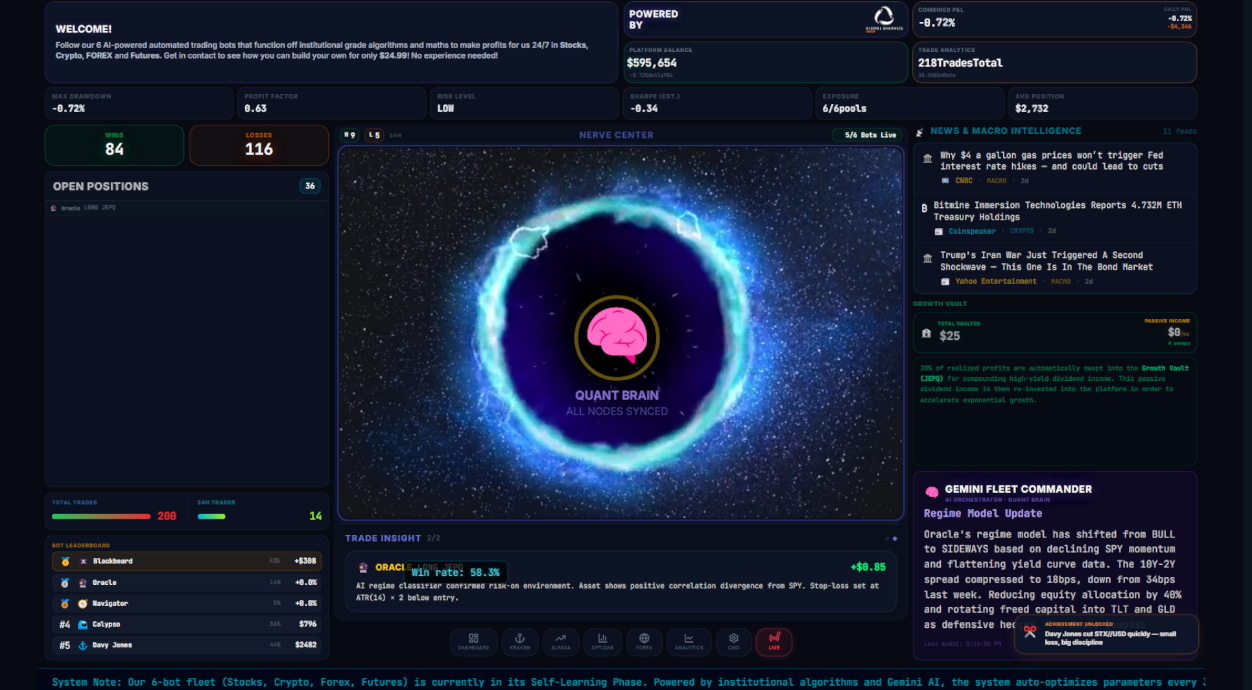 WELCOME!
Follow our 6 AI-powered automated trading bots that function off institutional grade algorithms and maths to make profits for us 24/7 in Stocks,
Crypto, FOREX and Futures. Get in contact to see how you can build your own for only $24.99! No experience needed!
POWERED
BY
COMBINED P&L
-0.72%
DAILY P&L
-0.72%
-$4,346
PLATFORM BALANCE
$595,654
TRADE ANALYTICS
218TradesTotal
MAX DRAWDOWN
-0.72%
PROFIT FACTOR
0.63
RISK LEVEL
LOW
SHARPE (EST.)
-0.34
EXPOSURE
6/6pools
AVG POSITION
$2,732
WINS
84
LOSSES
116
OPEN POSITIONS
36
Oracle LONG JEPQ
TOTAL TRADES
200
24H TRADES
14
BOT LEADERBOARD
Blackbeard
+$308
Oracle
+0.0%
Navigator
+0.0%
#4 Calypso
36% $796
#5 Davy Jones
44% $2482
W 9
L 5
24H
NERVE CENTER
5/6 Bots Live
QUANT BRAIN
ALL NODES SYNCED
TRADE INSIGHT 2/2
ORACLE LONG JEPQ
+$0.85
Win rate: 58.3%
AI regime classifier confirmed risk-on environment. Asset shows positive correlation divergence from SPY. Stop-loss set at
ATR(14) × 2 below entry.
DASHBOARD
KRAKEN
ALPACA
OPTIONS
FOREX
ANALYTICS
LIVE
NEWS & MACRO INTELLIGENCE
11 feeds
Why $4 a gallon gas prices won't trigger Fed
interest rate hikes — and could lead to cuts
CNBC · MACRO · 2d
Bitmine Immersion Technologies Reports 4.732M ETH
Treasury Holdings
Coinspeaker · CRYPTO · 2d
Trump's Iran War Just Triggered A Second
Shockwave — This One Is In The Bond Market
Yahoo Entertainment · MACRO · 2d
GROWTH VAULT
TOTAL VAULTED
$25
PASSIVE INCOME
$0/mo
4 sweeps
20% of realized profits are automatically swept into the Growth Vault
(JEPQ) for compounding high-yield dividend income. This passive
dividend income is then re-invested into the platform in order to
accelerate exponential growth.
GEMINI FLEET COMMANDER
AI ORCHESTRATOR · QUANT BRAIN
Regime Model Update
Oracle's regime model has shifted from BULL
to SIDEWAYS based on declining SPY momentum
and flattening yield curve data. The 10Y-2Y
spread compressed to 18bps, down from 34bps
last week. Reducing equity allocation by 40%
and rotating freed capital into TLT and GLD
as defensive
ACHIEVEMENT UNLOCKED
Davy Jones cut STX//USD quickly — small
loss, big discipline
System Note: Our 6-bot fleet (Stocks, Crypto, Forex, Futures) is currently in its Self-Learning Phase. Powered by institutional algorithms and Gemini AI, the system auto-optimizes parameters every